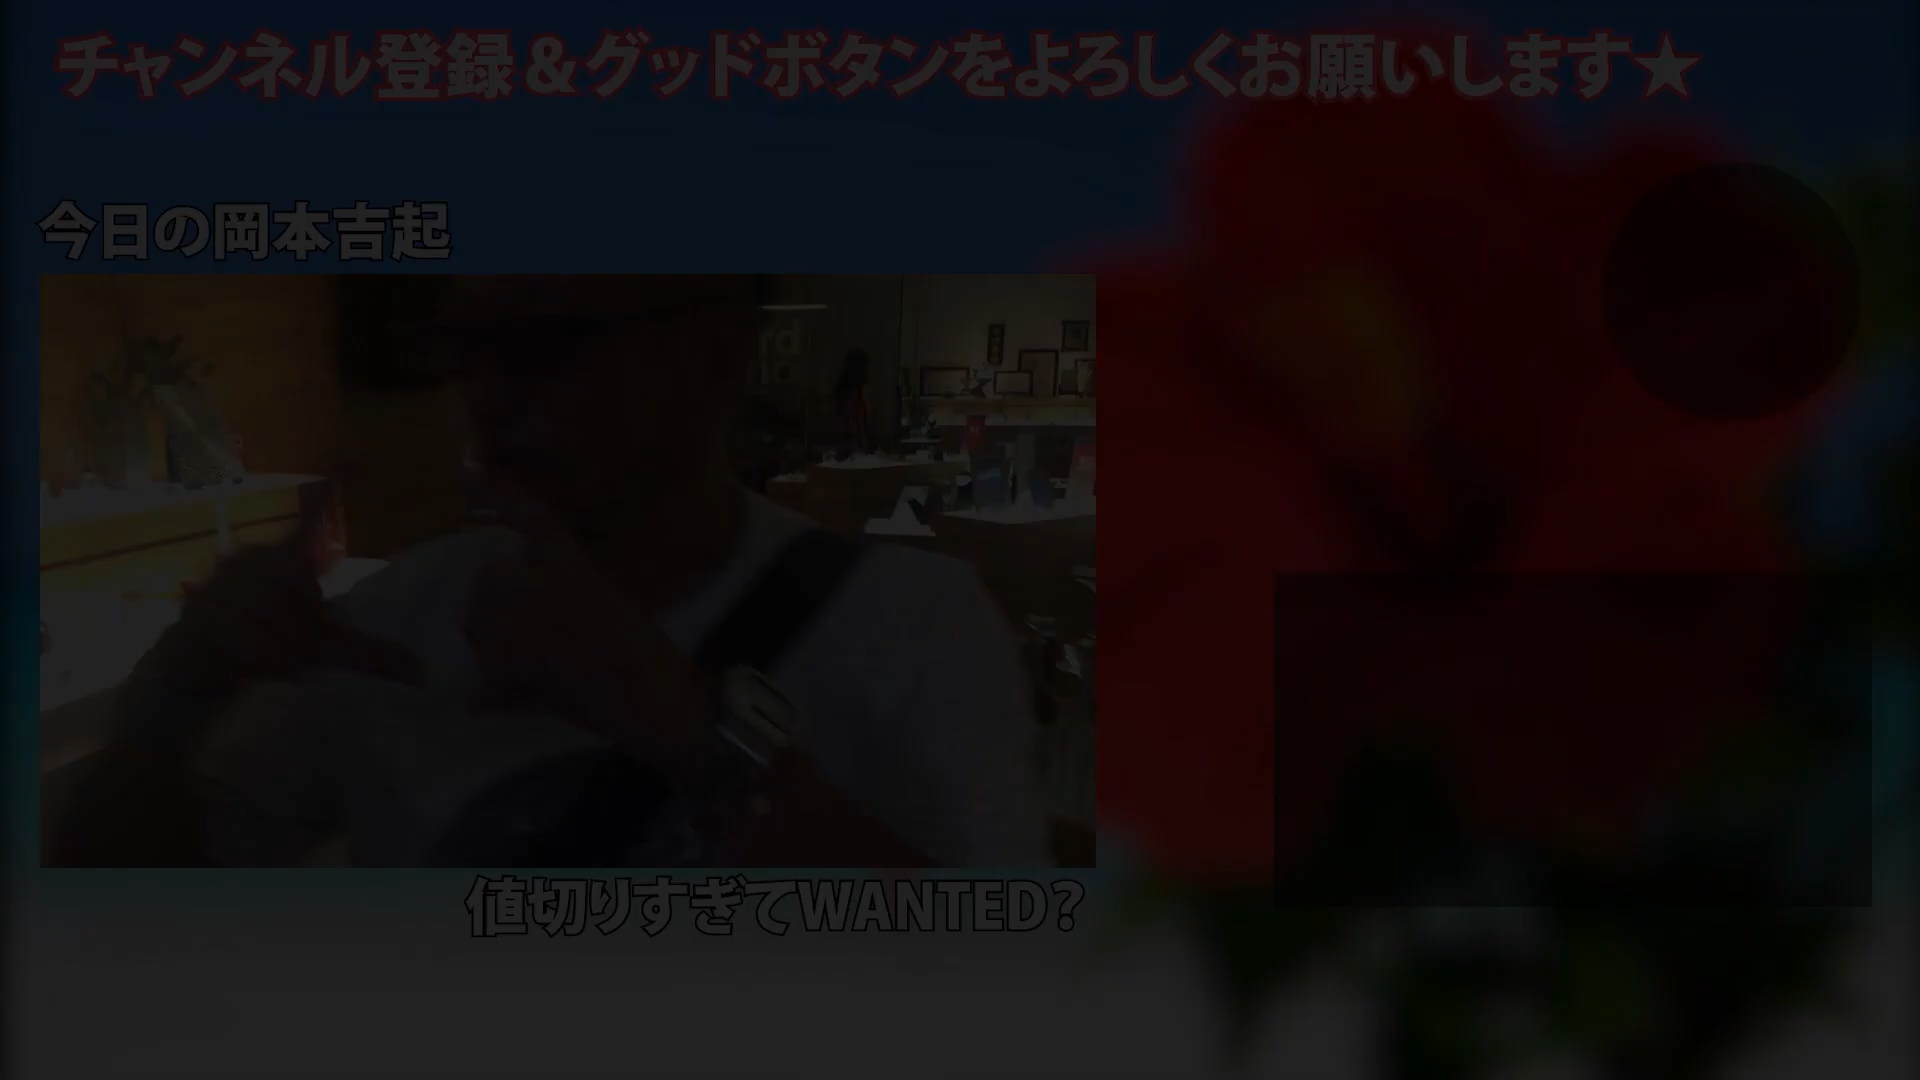 チャンネル登録＆グッドボタンをよろしくお願いします★
今日の岡本吉起
rd
値切りすぎてWANTED?